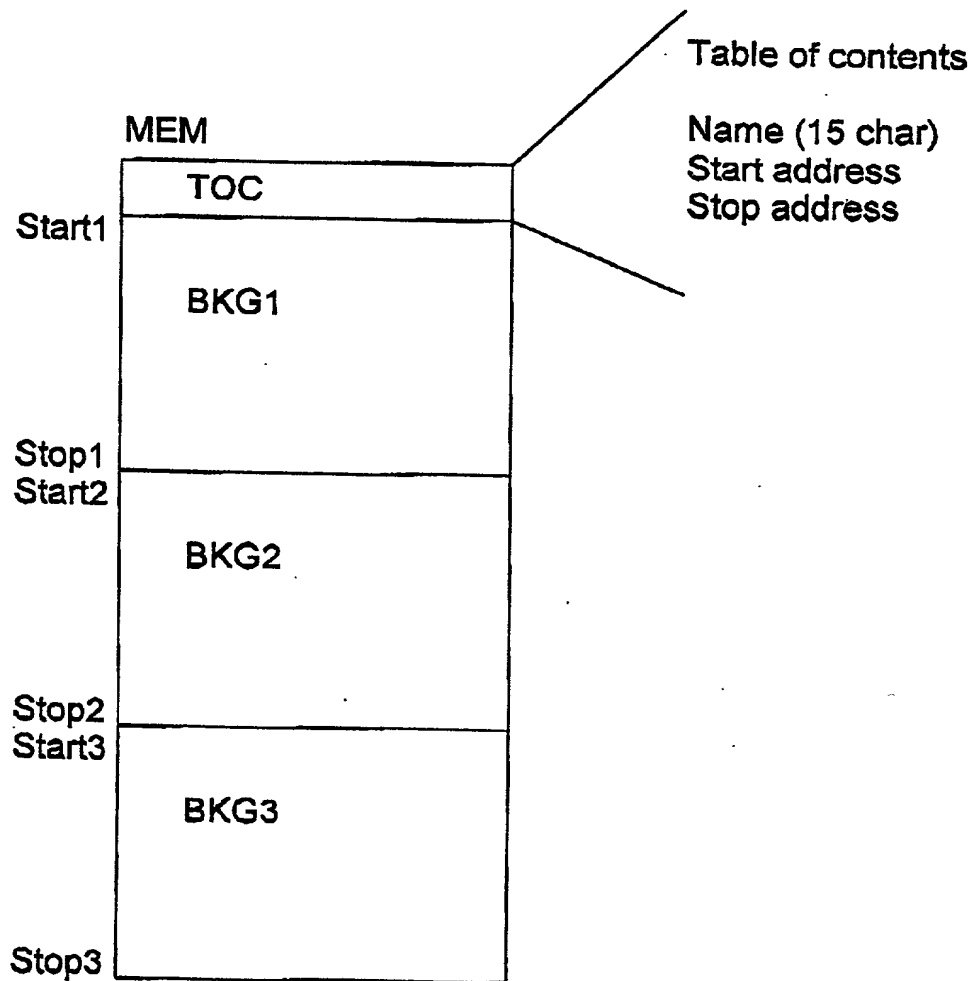 Table of contents
Name (15 char)
Start address
Stop address
MEM
TOC
Start1
BKG1
Stop1
Start2
BKG2
Stop2
Start3
BKG3
Stop3